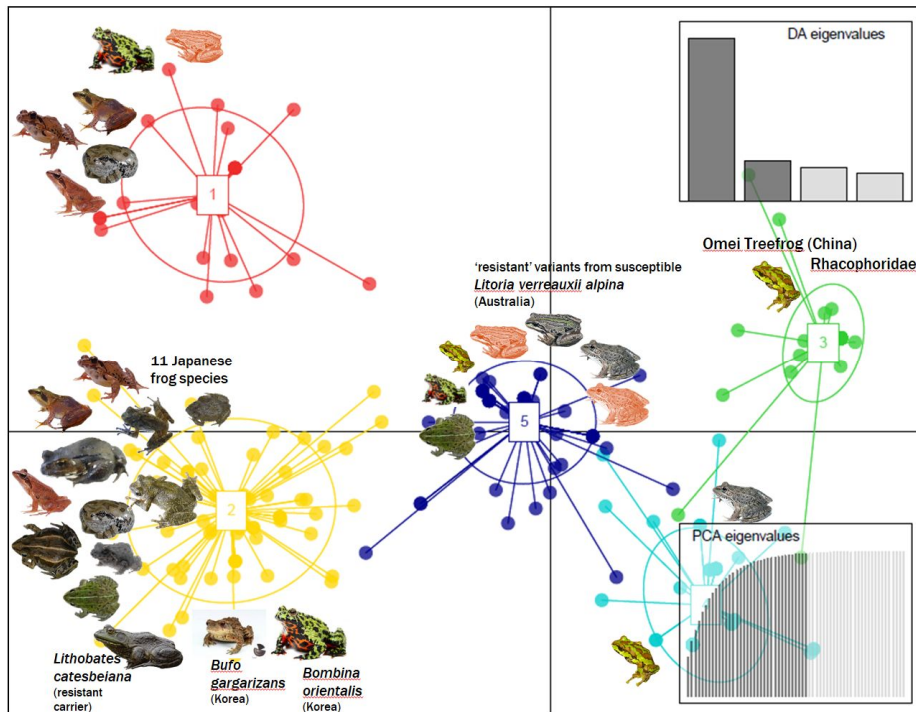 DA eigenvalues
1
Omei Treefrog (China)
Rhacophoridae
'resistant' variants from susceptible
Litoria verreauxii alpina
(Australia)
3
11 Japanese
frog species
5
2
PCA eigenvalues
Lithobates
catesbeiana
(resistant
carrier)
Bufo
gargarizans
(Korea)
Bombina
orientalis
(Korea)